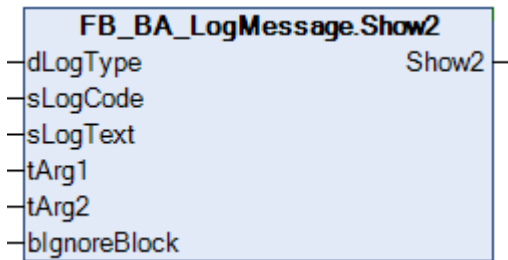 FB_BA_LogMessage.Show2
dLogType Show2
sLogCode
sLogText
tArg1
tArg2
bIgnoreBlock